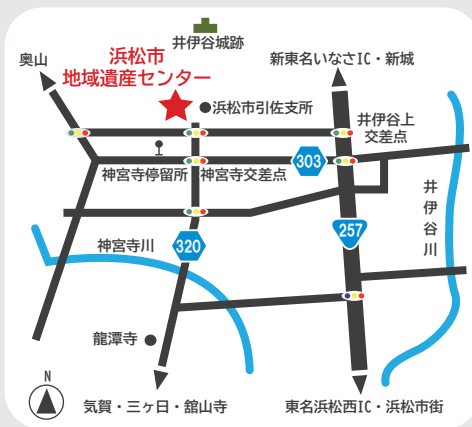 井伊谷城跡
奥山
浜松市
地域遺産センター
新東名いなさIC・新城
浜松市引佐支所
井伊谷上
交差点
303
神宮寺停留所
神宮寺交差点
井伊谷川
257
神宮寺川
320
龍潭寺
N
気賀・三ヶ日・舘山寺
東名浜松西IC・浜松市街